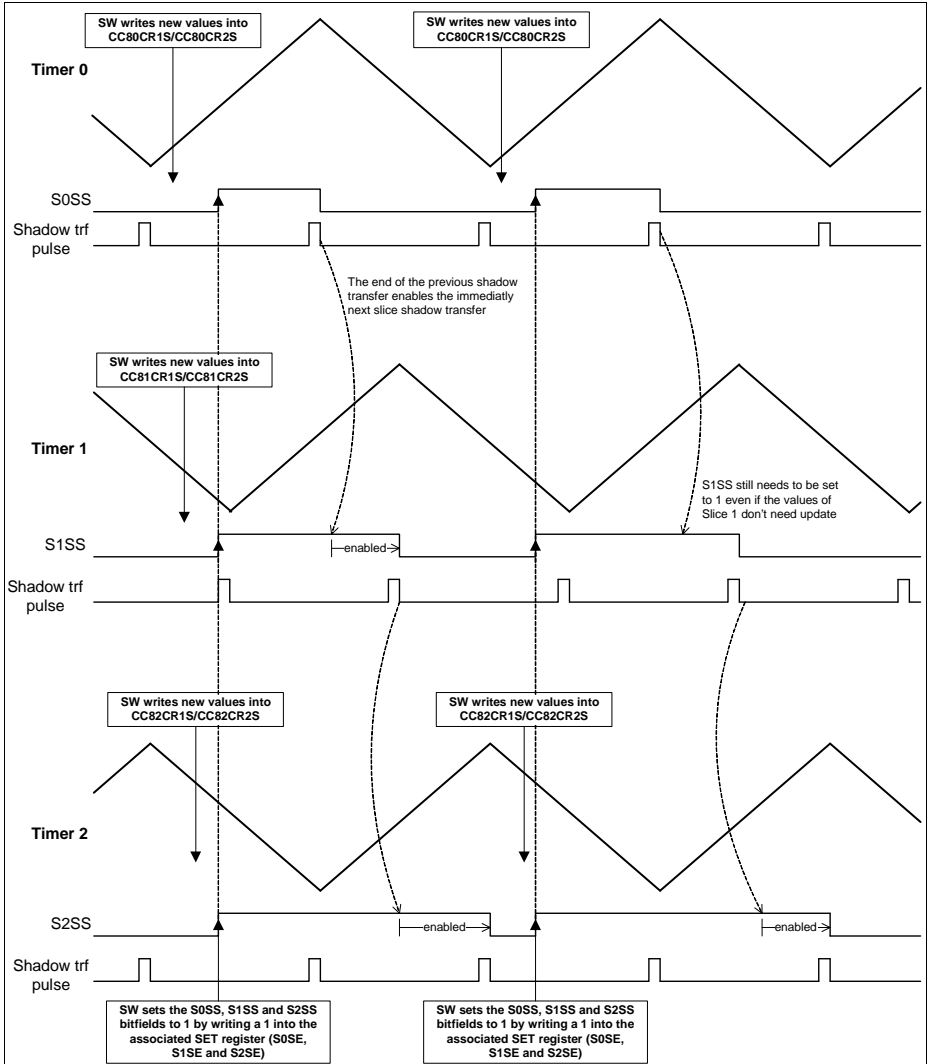 SW writes new values into
CC80CR1S/CC80CR2S
SW writes new values into
CC80CR1S/CC80CR2S
Timer 0
S0SS
Shadow trf
pulse
The end of the previous shadow
transfer enables the immediatly
next slice shadow transfer
SW writes new values into
CC81CR1S/CC81CR2S
Timer 1
S1SS still needs to be set
to 1 even if the values of
Slice 1 don't need update
S1SS
enabled
Shadow trf
pulse
SW writes new values into
CC82CR1S/CC82CR2S
SW writes new values into
CC82CR1S/CC82CR2S
Timer 2
S2SS
enabled
enabled
Shadow trf
pulse
SW sets the S0SS, S1SS and S2SS
bitfields to 1 by writing a 1 into the
associated SET register (S0SE,
S1SE and S2SE)
SW sets the S0SS, S1SS and S2SS
bitfields to 1 by writing a 1 into the
associated SET register (S0SE,
S1SE and S2SE)